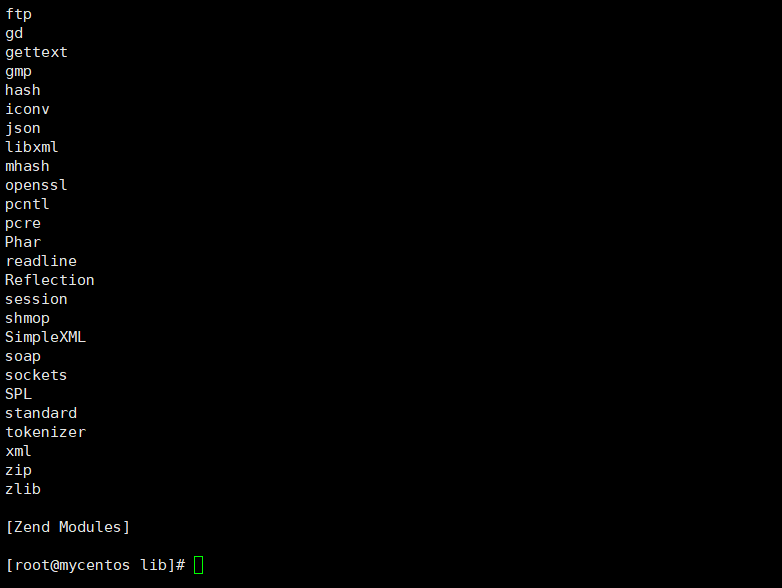 ftp
gd
gettext
gmp
hash
iconv
json
libxml
mhash
openssl
pcntl
pcre
Phar
readline
Reflection
session
shmop
SimpleXML
soap
sockets
SPL
standard
tokenizer
xml
zip
zlib
[Zend Modules]
[root@mycentos lib]#